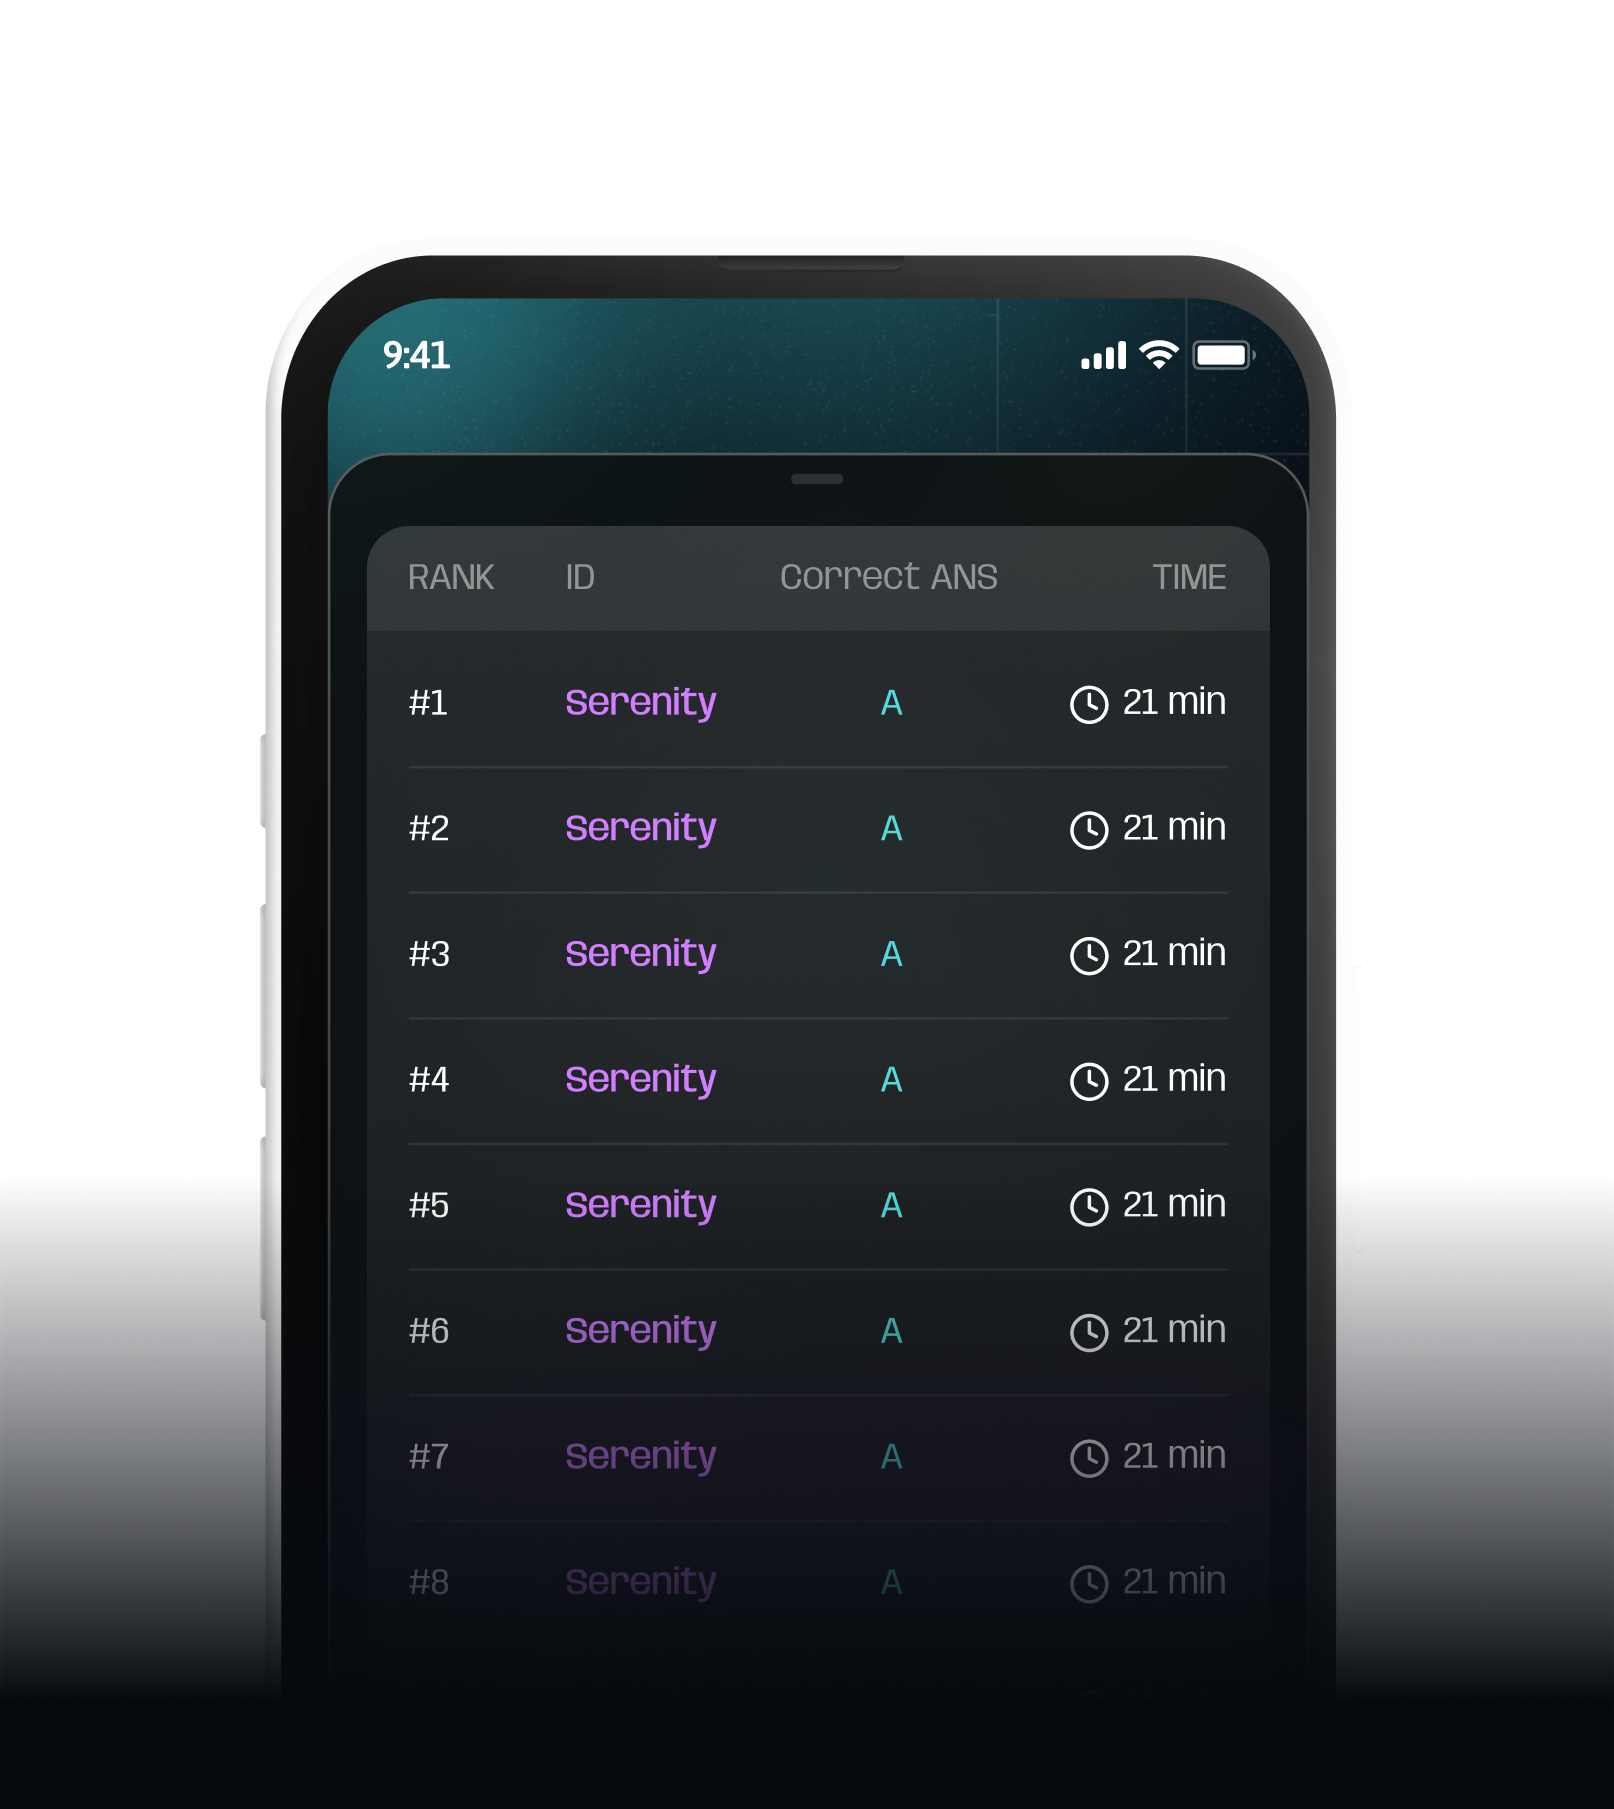 9:41
RANK ID Correct ANS TIME
#1 Serenity A 21 min
#2 Serenity A 21 min
#3 Serenity A 21 min
#4 Serenity A 21 min
#5 Serenity A 21 min
#6 Serenity A 21 min
#7 Serenity A 21 min
#8 Serenity A 21 min